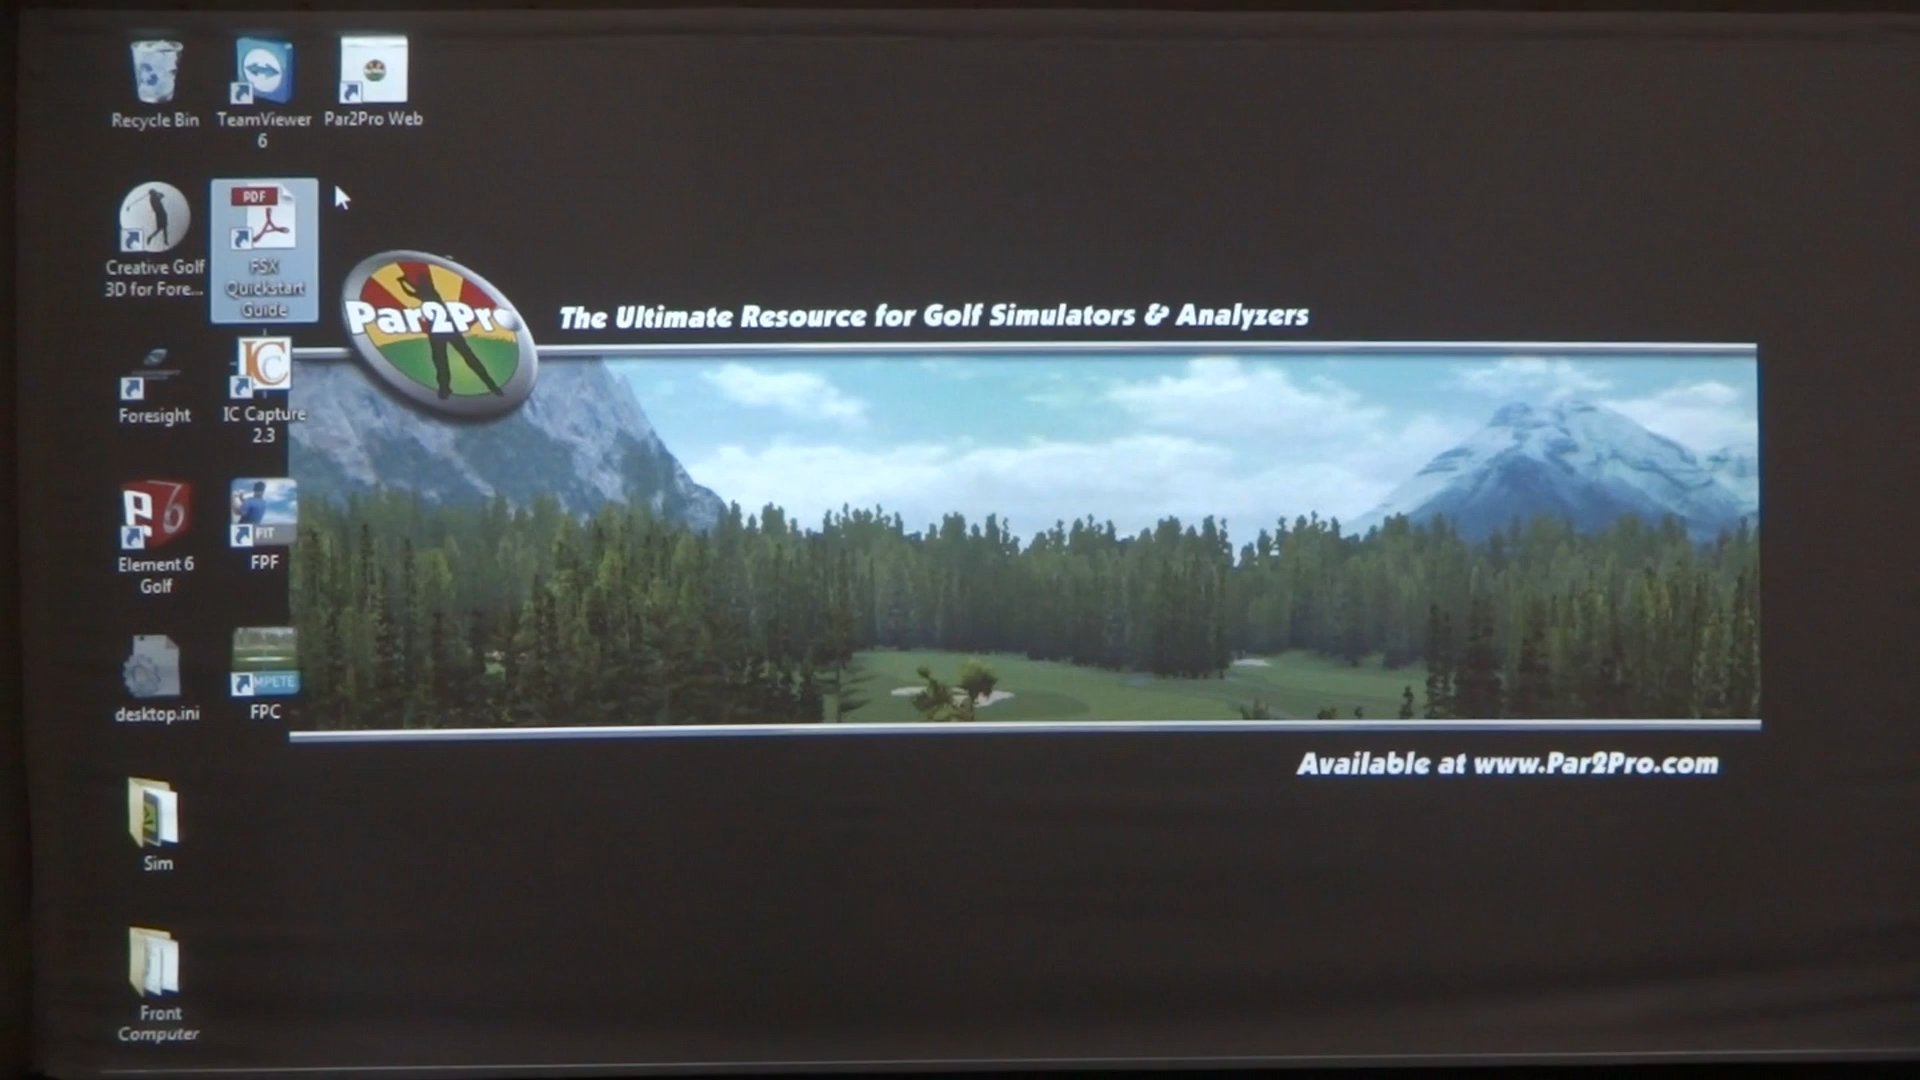 Recycle Bin
TeamViewer
6
Par2Pro Web
Creative Golf
3D for Fore...
PDF
FSX
Quickstart
Guide
Par2Pro
The Ultimate Resource for Golf Simulators & Analyzers
Foresight
IC
IC Capture
2.3
6
Element 6
Golf
FIT
FPF
desktop.ini
MPETE
FPC
Available at www.Par2Pro.com
Sim
Front
Computer